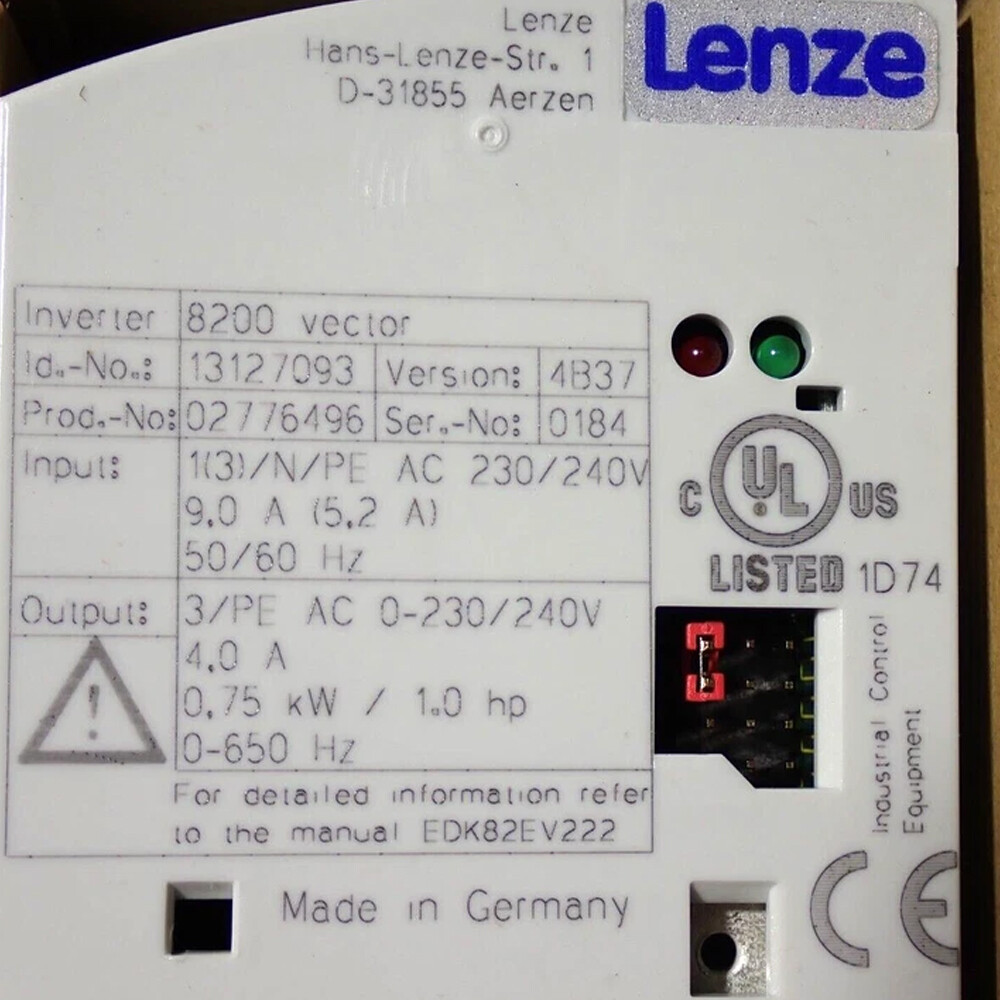 Lenze
Hans-Lenze-Str. 1
D-31855 Aerzen
Lenze
Inverter 8200 vector
Id.-No.: 13127093 Version: 4B37
Prod.-No: 02776496 Ser.-No: 0184
Input: 1(3)/N/PE AC 230/240V
9.0 A (5.2 A)
50/60 Hz
Output: 3/PE AC 0-230/240V
4.0 A
0.75 kW / 1.0 hp
0-650 Hz
For detailed information refer
to the manual EDK82EV222
Made in Germany
C UL US
LISTED 1D74
Industrial Control
Equipment
CE